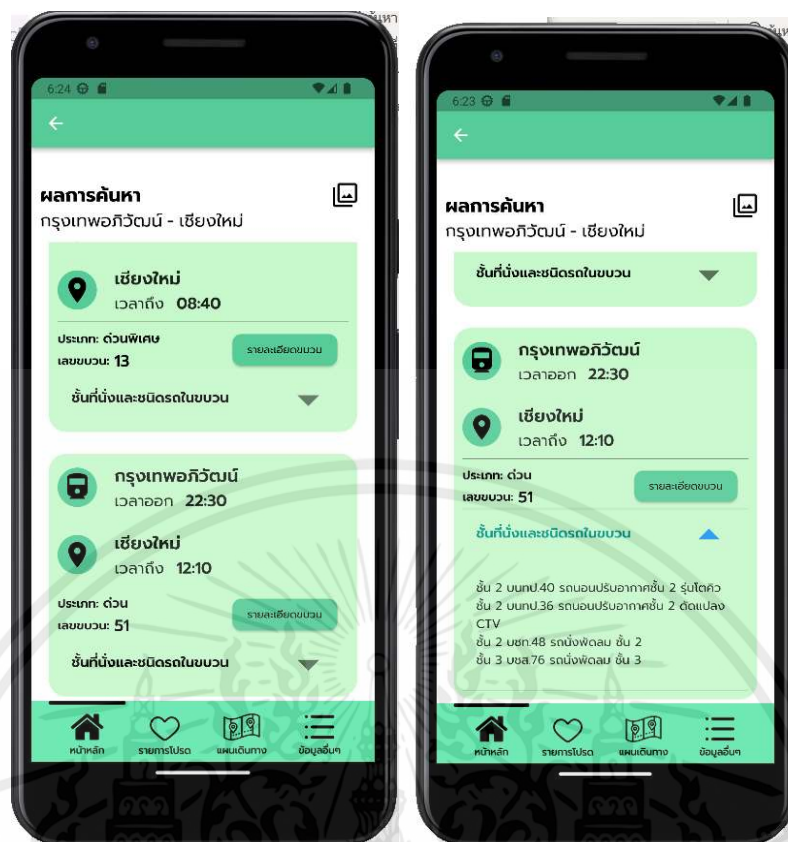 6:24
ผลการค้นหา
กรุงเทพอภิวัฒน์ - เชียงใหม่
เชียงใหม่
เวลาถึง 08:40
ประเภท: ด่วนพิเศษ
เลขขบวน: 13
รายละเอียดขบวน
ชั้นที่นั่งและชนิดรถในขบวน
กรุงเทพอภิวัฒน์
เวลาออก 22:30
เชียงใหม่
เวลาถึง 12:10
ประเภท: ด่วน
เลขขบวน: 51
รายละเอียดขบวน
ชั้นที่นั่งและชนิดรถในขบวน
หน้าหลัก
รายการโปรด
แผนเดินทาง
ข้อมูลอื่นๆ
6:23
ผลการค้นหา
กรุงเทพอภิวัฒน์ - เชียงใหม่
ชั้นที่นั่งและชนิดรถในขบวน
กรุงเทพอภิวัฒน์
เวลาออก 22:30
เชียงใหม่
เวลาถึง 12:10
ประเภท: ด่วน
เลขขบวน: 51
รายละเอียดขบวน
ชั้นที่นั่งและชนิดรถในขบวน
ชั้น 2 บนทป.40 รถนอนปรับอากาศชั้น 2 รุ่นโตคิว
ชั้น 2 บนทป.36 รถนอนปรับอากาศชั้น 2 ดัดแปลง
CTV
ชั้น 2 บชท.48 รถนั่งพัดลม ชั้น 2
ชั้น 3 บชส.76 รถนั่งพัดลม ชั้น 3
หน้าหลัก
รายการโปรด
แผนเดินทาง
ข้อมูลอื่นๆ